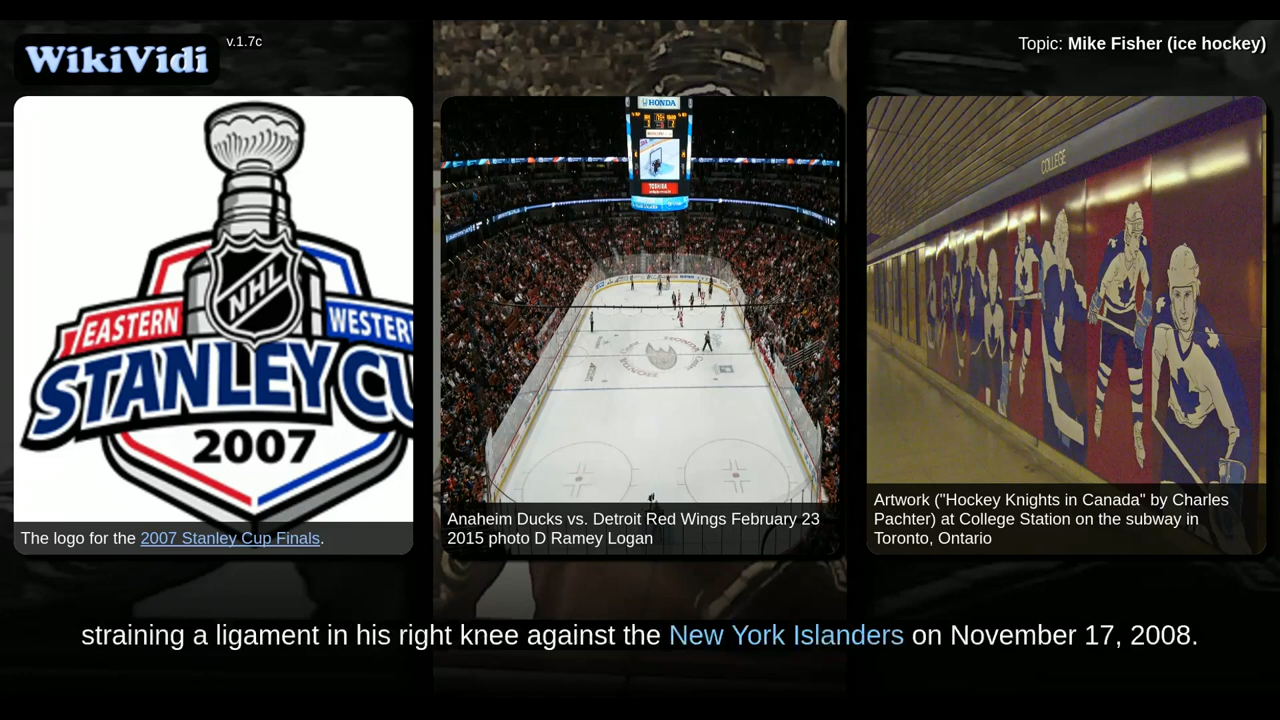 WikiVidi
v.1.7c
Topic: Mike Fisher (ice hockey)
NHL
EASTERN
WESTER
STANLEY CU
2007
The logo for the 2007 Stanley Cup Finals.
HONDA
TOSHIBA
Anaheim Ducks vs. Detroit Red Wings February 23
2015 photo D Ramey Logan
COLLEGE
Artwork ("Hockey Knights in Canada" by Charles
Pachter) at College Station on the subway in
Toronto, Ontario
straining a ligament in his right knee against the New York Islanders on November 17, 2008.